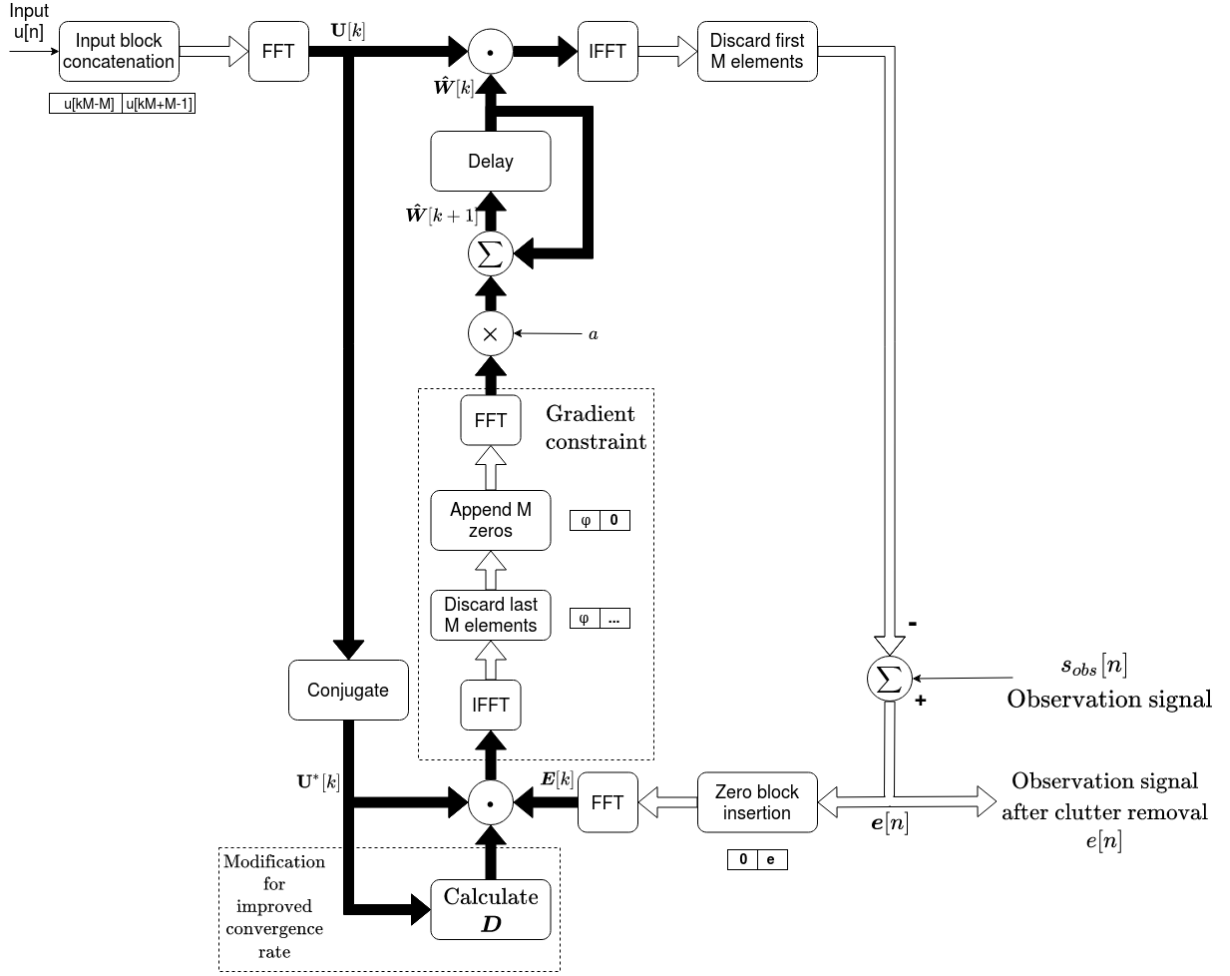 Input
u[n]
Input block
concatenation
u[kM-M] u[kM+M-1]
FFT
U[k]
·
IFFT
Discard first
M elements
Ŵ[k]
Delay
Ŵ[k + 1]
∑
×
a
FFT
Gradient
constraint
Append M
zeros
φ 0
Discard last
M elements
φ ...
IFFT
Conjugate
U*[k]
·
E[k]
FFT
Zero block
insertion
0 e
-
∑
+
s_obs[n]
Observation signal
e[n]
Observation signal
after clutter removal
e[n]
Modification
for
improved
convergence
rate
Calculate
D